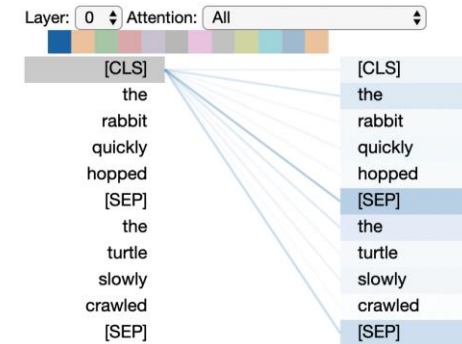 Layer: 0 Attention: All
[CLS] [CLS]
the the
rabbit rabbit
quickly quickly
hopped hopped
[SEP] [SEP]
the the
turtle turtle
slowly slowly
crawled crawled
[SEP] [SEP]